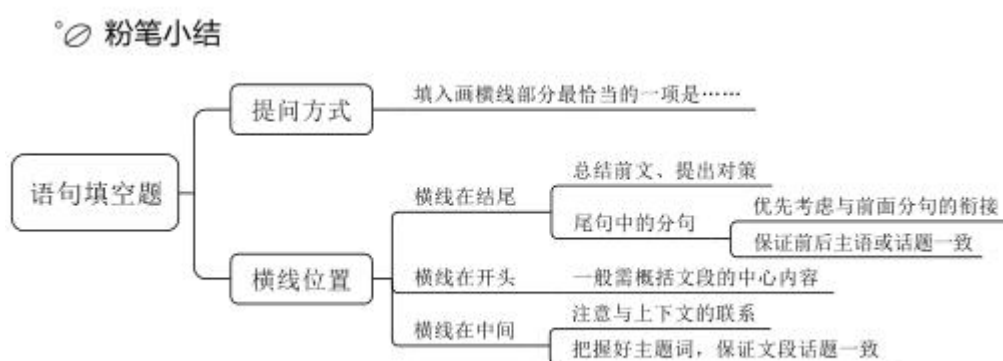 粉笔小结
提问方式
填入画横线部分最恰当的一项是……
语句填空题
横线位置
横线在结尾
总结前文、提出对策
尾句中的分句
优先考虑与前面分句的衔接
保证前后主语或话题一致
横线在开头
一般需概括文段的中心内容
横线在中间
注意与上下文的联系
把握好主题词，保证文段话题一致